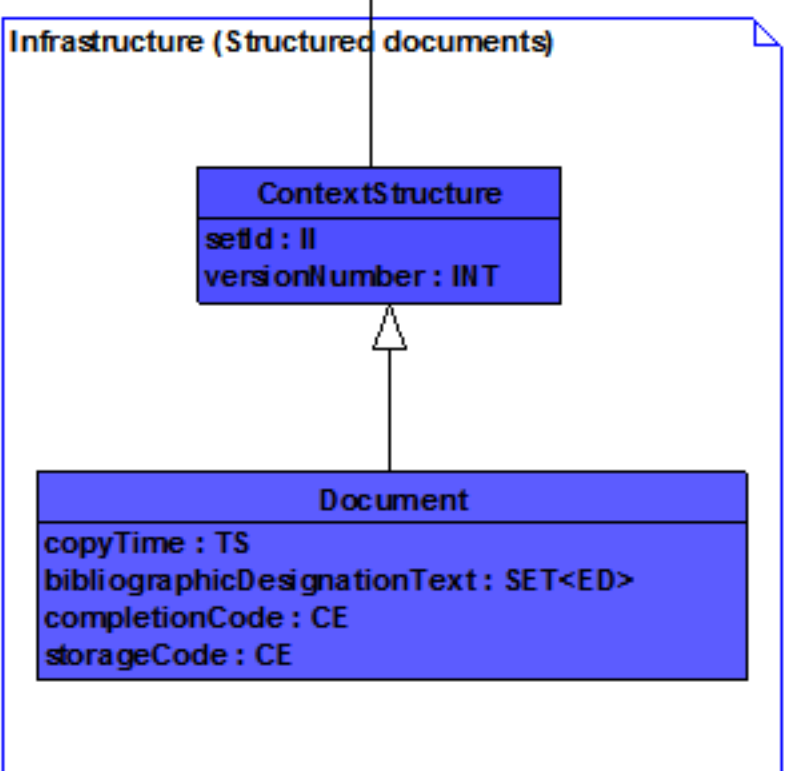 Infrastructure (Structured documents)
ContextStructure
setId : II
versionNumber : INT
Document
copyTime : TS
bibliographicDesignationText : SET<ED>
completionCode : CE
storageCode : CE